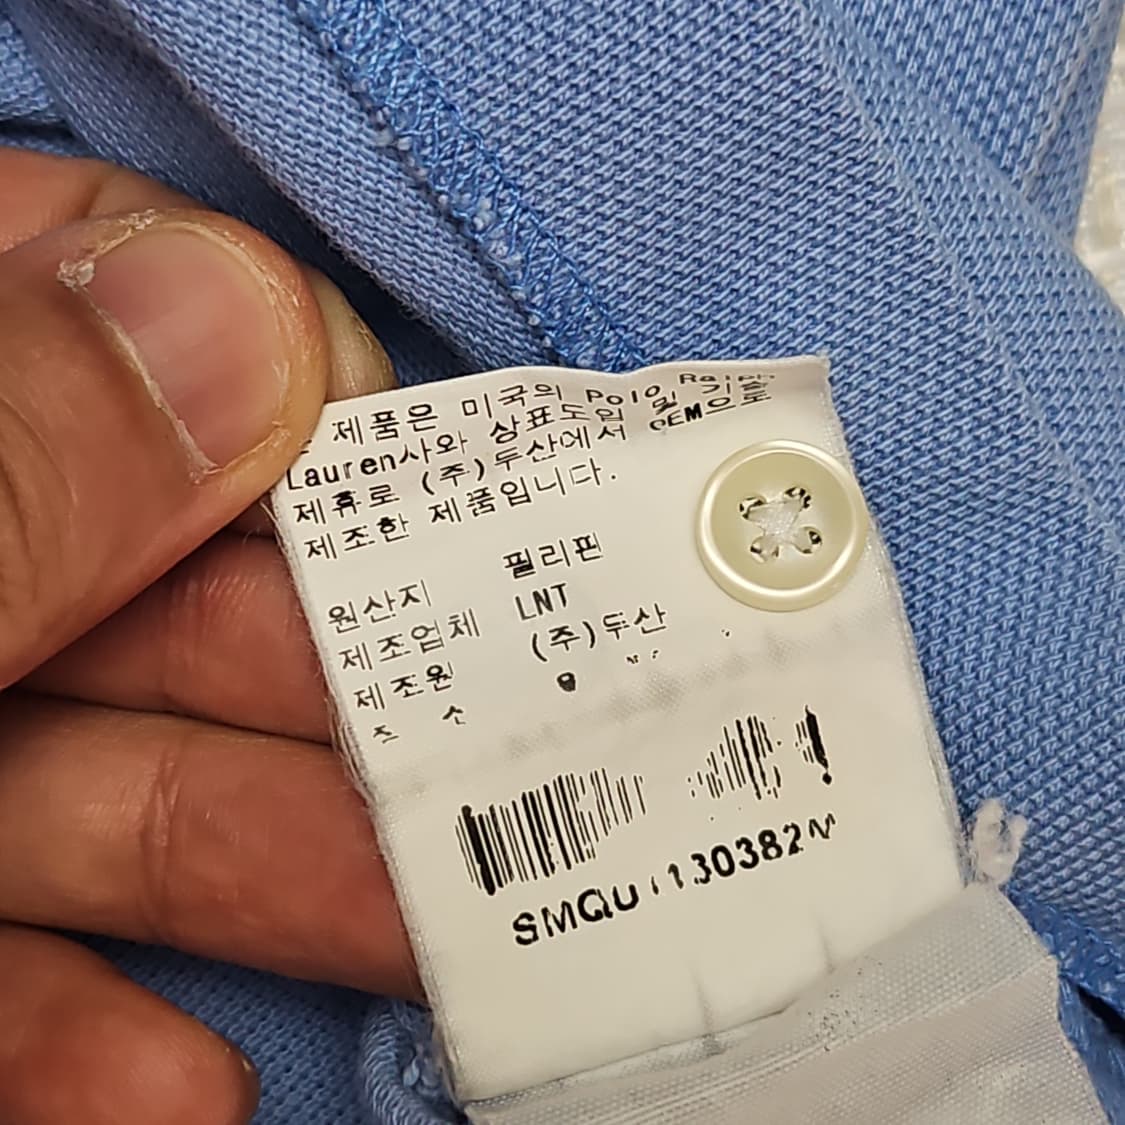 제품은 미국의 Polo Ralph
Lauren사와 상표도입 및 기술
제휴로 (주)두산에서 OEM으로
제조한 제품입니다.
원산지 필리핀
제조업체 LNT
제조원 (주)두산
소
130382